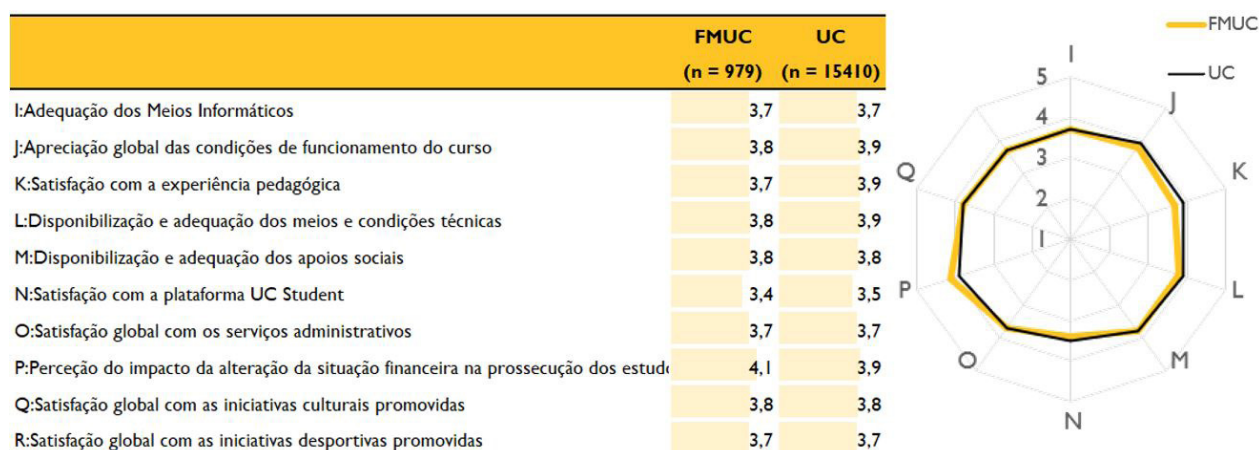 FMUC UC
(n = 979) (n = 15410)
I:Adequação dos Meios Informáticos 3,7 3,7
J:Apreciação global das condições de funcionamento do curso 3,8 3,9
K:Satisfação com a experiência pedagógica 3,7 3,9
L:Disponibilização e adequação dos meios e condições técnicas 3,8 3,9
M:Disponibilização e adequação dos apoios sociais 3,8 3,8
N:Satisfação com a plataforma UC Student 3,4 3,5
O:Satisfação global com os serviços administrativos 3,7 3,7
P:Perceção do impacto da alteração da situação financeira na prossecução dos estud 4,1 3,9
Q:Satisfação global com as iniciativas culturais promovidas 3,8 3,8
R:Satisfação global com as iniciativas desportivas promovidas 3,7 3,7
FMUC
UC
I
J
K
L
M
N
O
P
Q
5
4
3
2
1